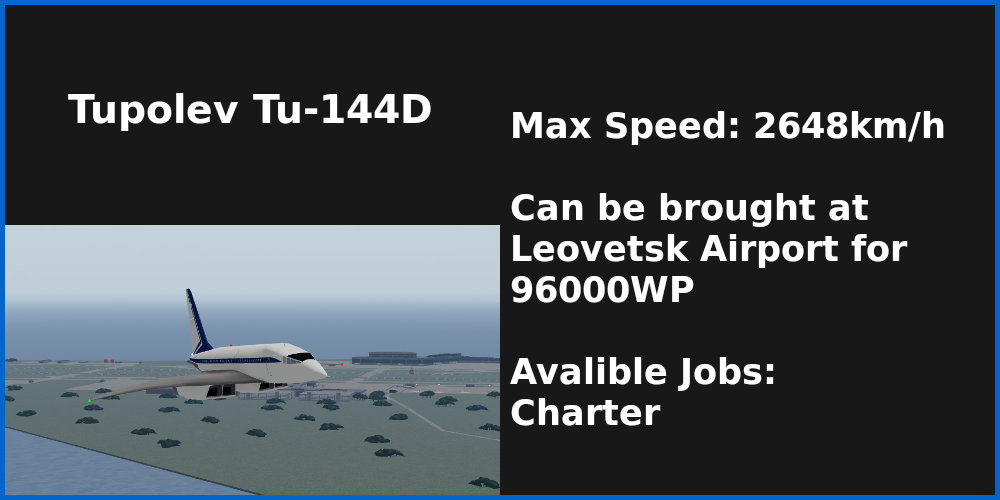 Tupolev Tu-144D
Max Speed: 2648km/h
Can be brought at
Leovetsk Airport for
96000WP
Avalible Jobs:
Charter